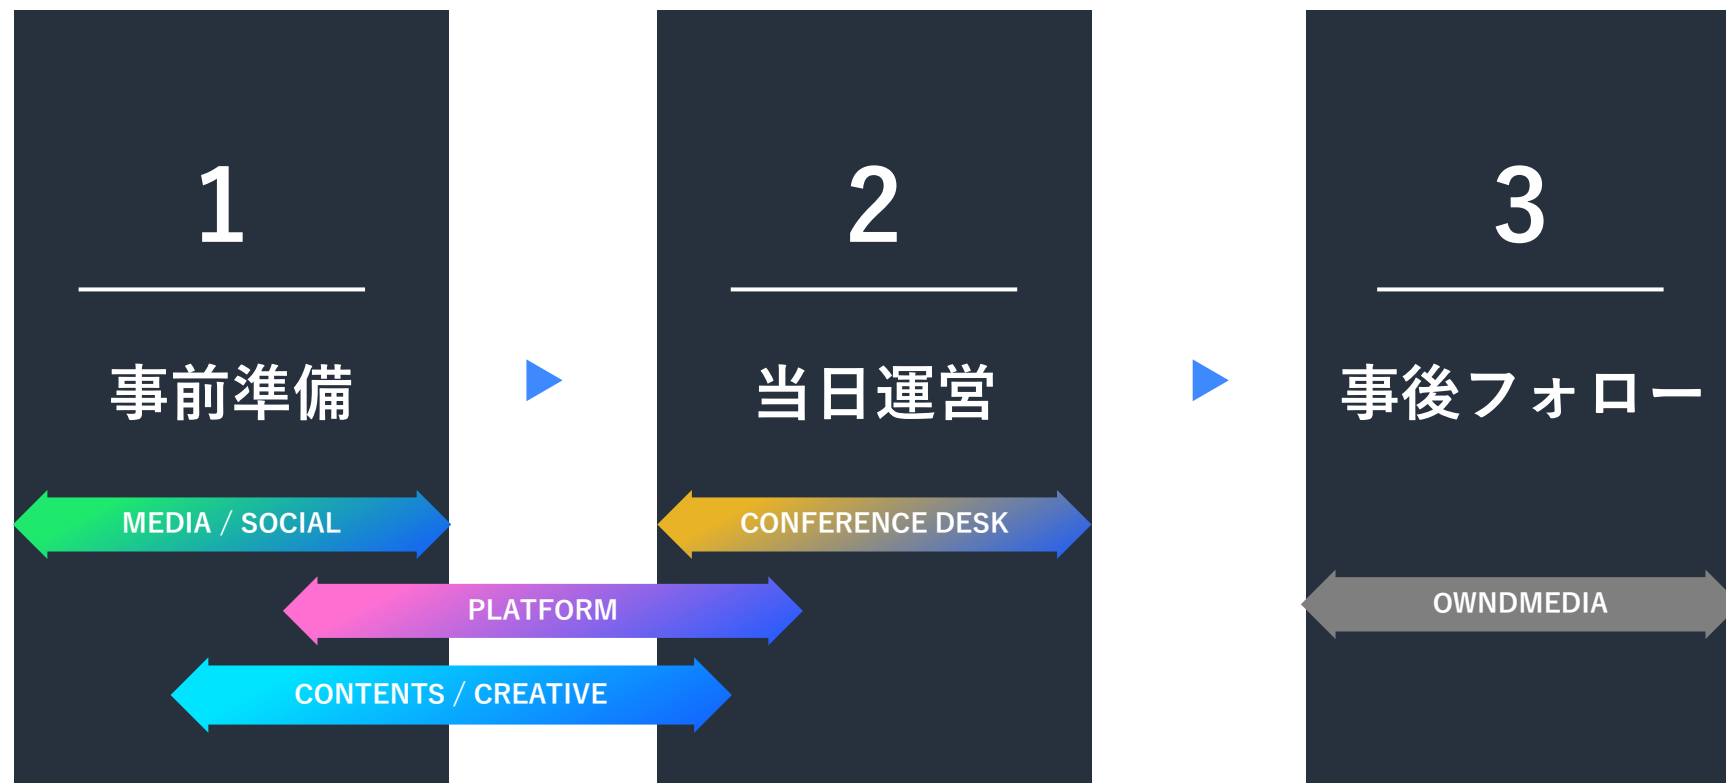 1
事前準備
MEDIA / SOCIAL
2
当日運営
CONFERENCE DESK
PLATFORM
CONTENTS / CREATIVE
3
事後フォロー
OWNDMEDIA